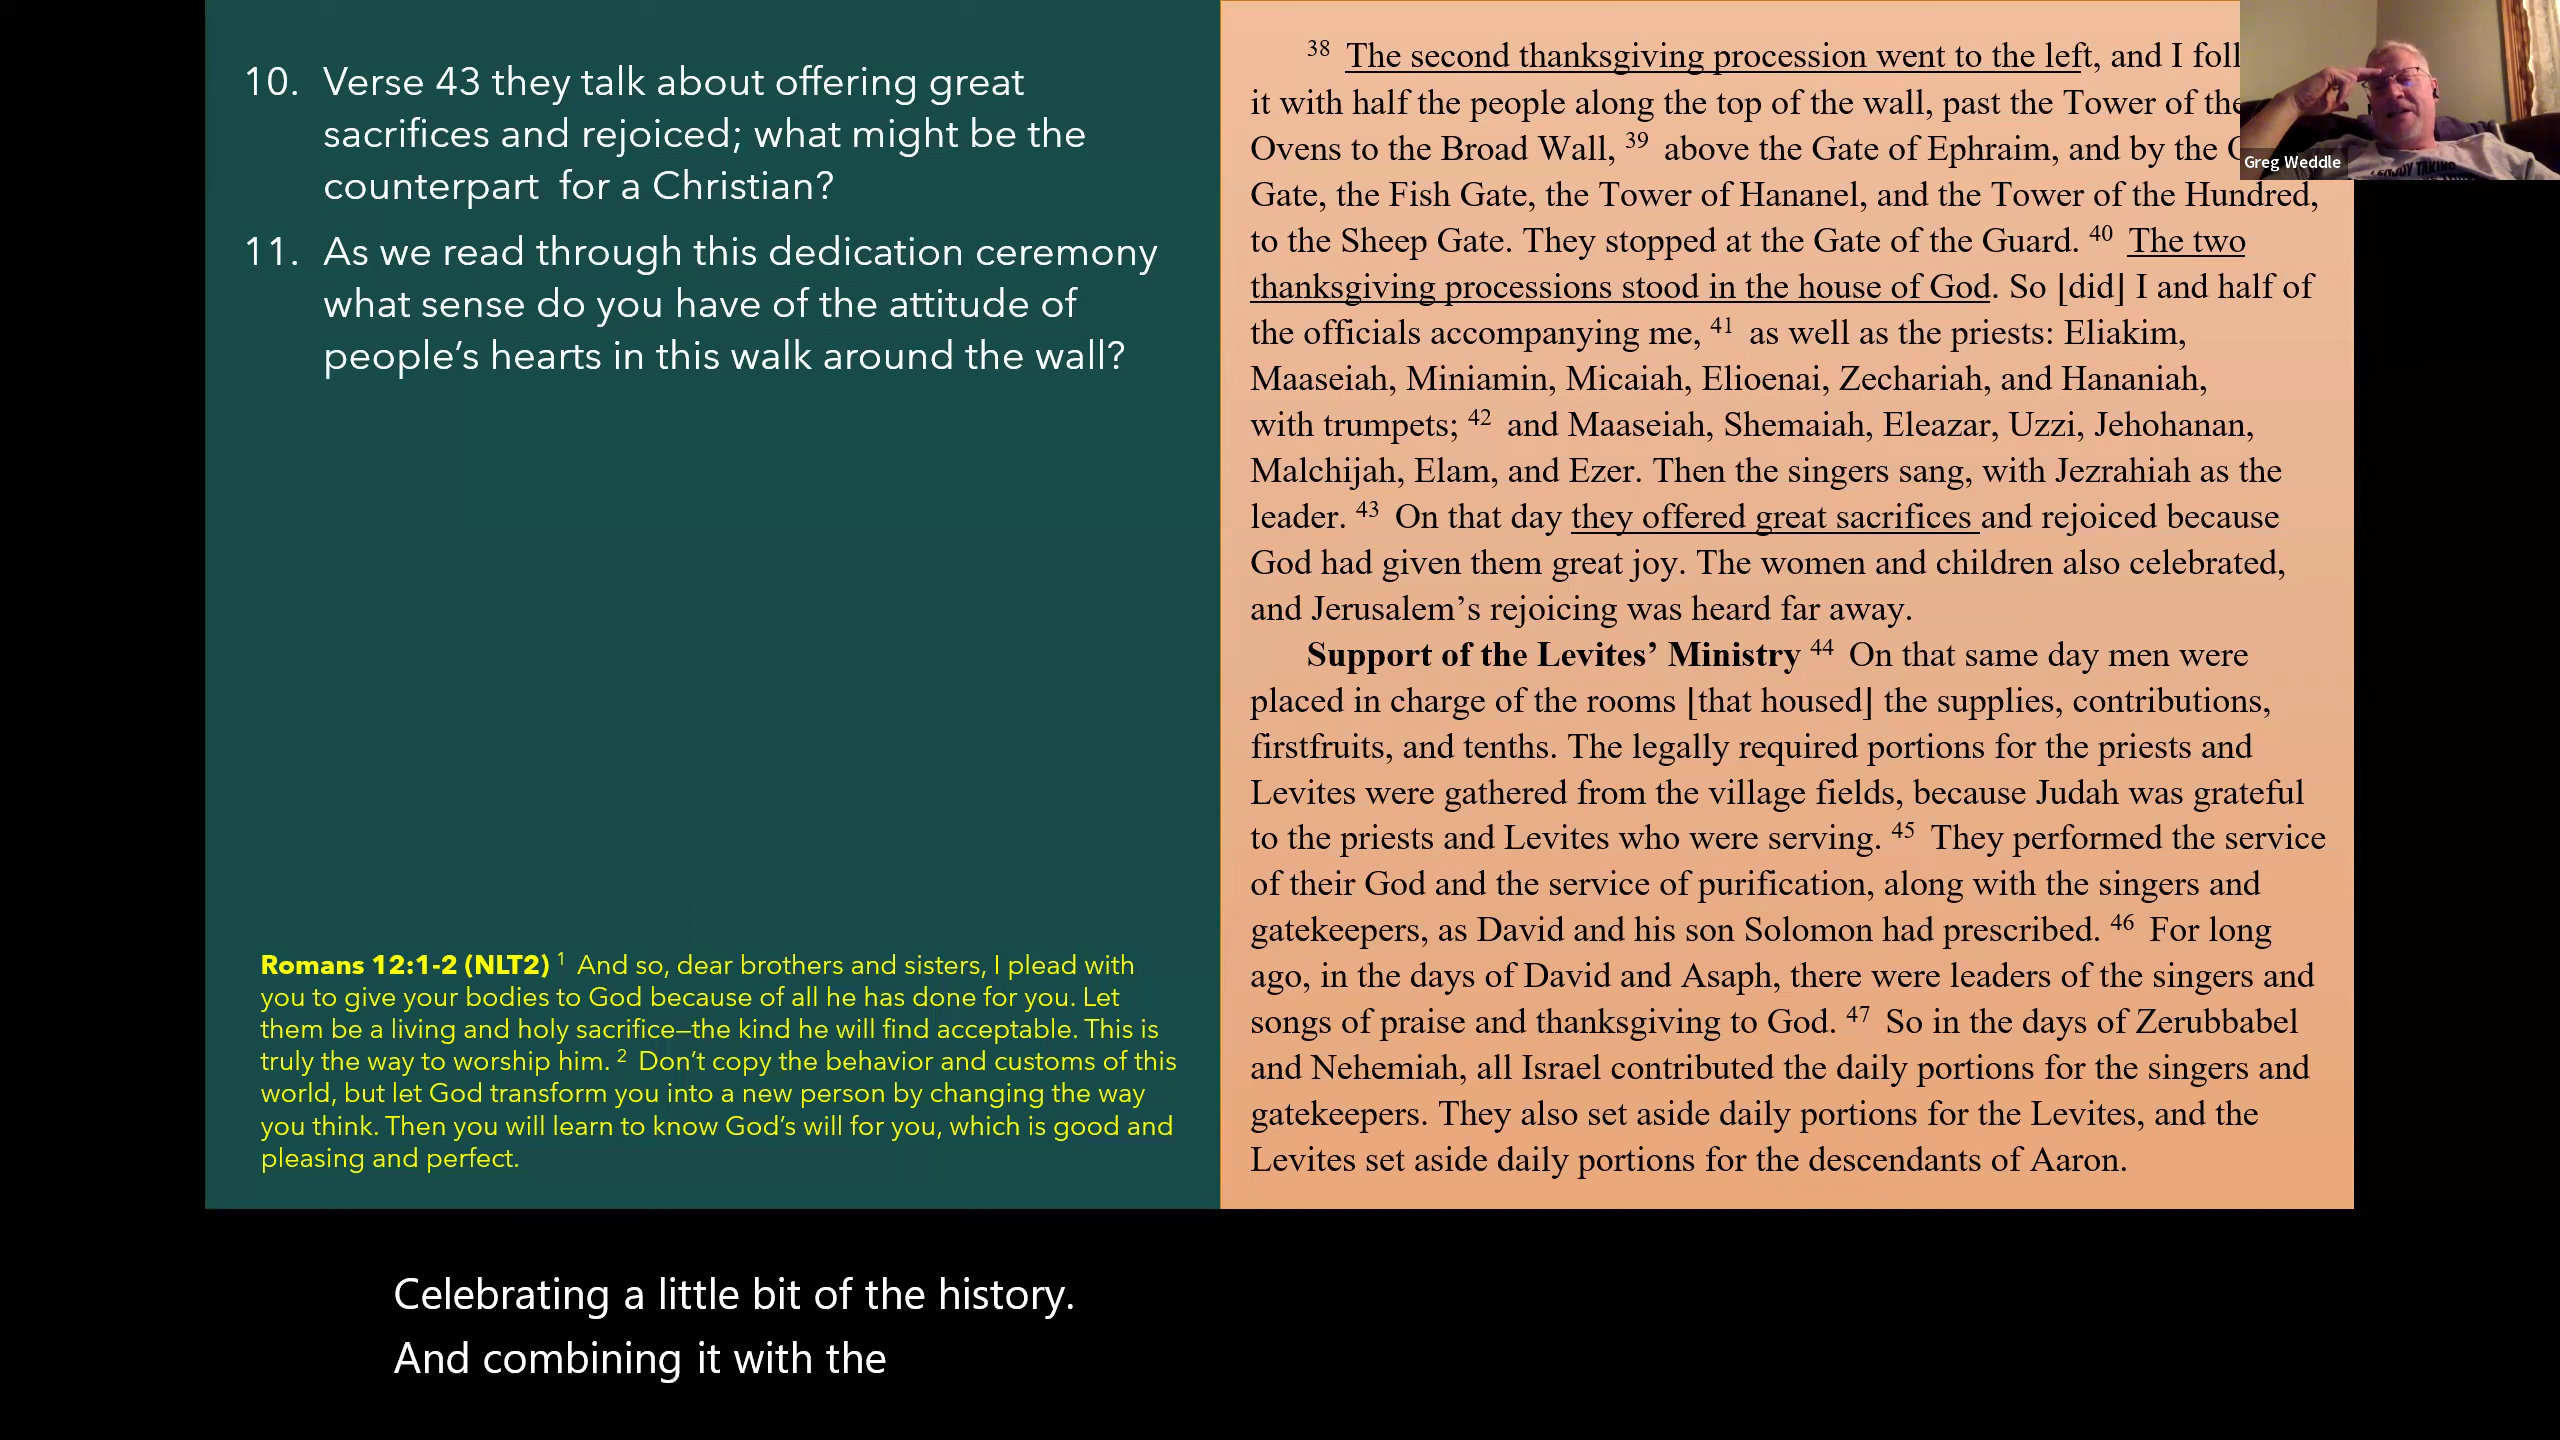 10. Verse 43 they talk about offering great
sacrifices and rejoiced; what might be the
counterpart for a Christian?
11. As we read through this dedication ceremony
what sense do you have of the attitude of
people's hearts in this walk around the wall?
Romans 12:1-2 (NLT2) 1 And so, dear brothers and sisters, I plead with
you to give your bodies to God because of all he has done for you. Let
them be a living and holy sacrifice—the kind he will find acceptable. This is
truly the way to worship him. 2 Don't copy the behavior and customs of this
world, but let God transform you into a new person by changing the way
you think. Then you will learn to know God's will for you, which is good and
pleasing and perfect.
38 The second thanksgiving procession went to the left, and I foll
it with half the people along the top of the wall, past the Tower of the
Ovens to the Broad Wall, 39 above the Gate of Ephraim, and by the
Gate, the Fish Gate, the Tower of Hananel, and the Tower of the Hundred,
to the Sheep Gate. They stopped at the Gate of the Guard. 40 The two
thanksgiving processions stood in the house of God. So [did] I and half of
the officials accompanying me, 41 as well as the priests: Eliakim,
Maaseiah, Miniamin, Micaiah, Elioenai, Zechariah, and Hananiah,
with trumpets; 42 and Maaseiah, Shemaiah, Eleazar, Uzzi, Jehohanan,
Malchijah, Elam, and Ezer. Then the singers sang, with Jezrahiah as the
leader. 43 On that day they offered great sacrifices and rejoiced because
God had given them great joy. The women and children also celebrated,
and Jerusalem's rejoicing was heard far away.
Support of the Levites' Ministry 44 On that same day men were
placed in charge of the rooms [that housed] the supplies, contributions,
firstfruits, and tenths. The legally required portions for the priests and
Levites were gathered from the village fields, because Judah was grateful
to the priests and Levites who were serving. 45 They performed the service
of their God and the service of purification, along with the singers and
gatekeepers, as David and his son Solomon had prescribed. 46 For long
ago, in the days of David and Asaph, there were leaders of the singers and
songs of praise and thanksgiving to God. 47 So in the days of Zerubbabel
and Nehemiah, all Israel contributed the daily portions for the singers and
gatekeepers. They also set aside daily portions for the Levites, and the
Levites set aside daily portions for the descendants of Aaron.
Greg Weddle
Celebrating a little bit of the history.
And combining it with the